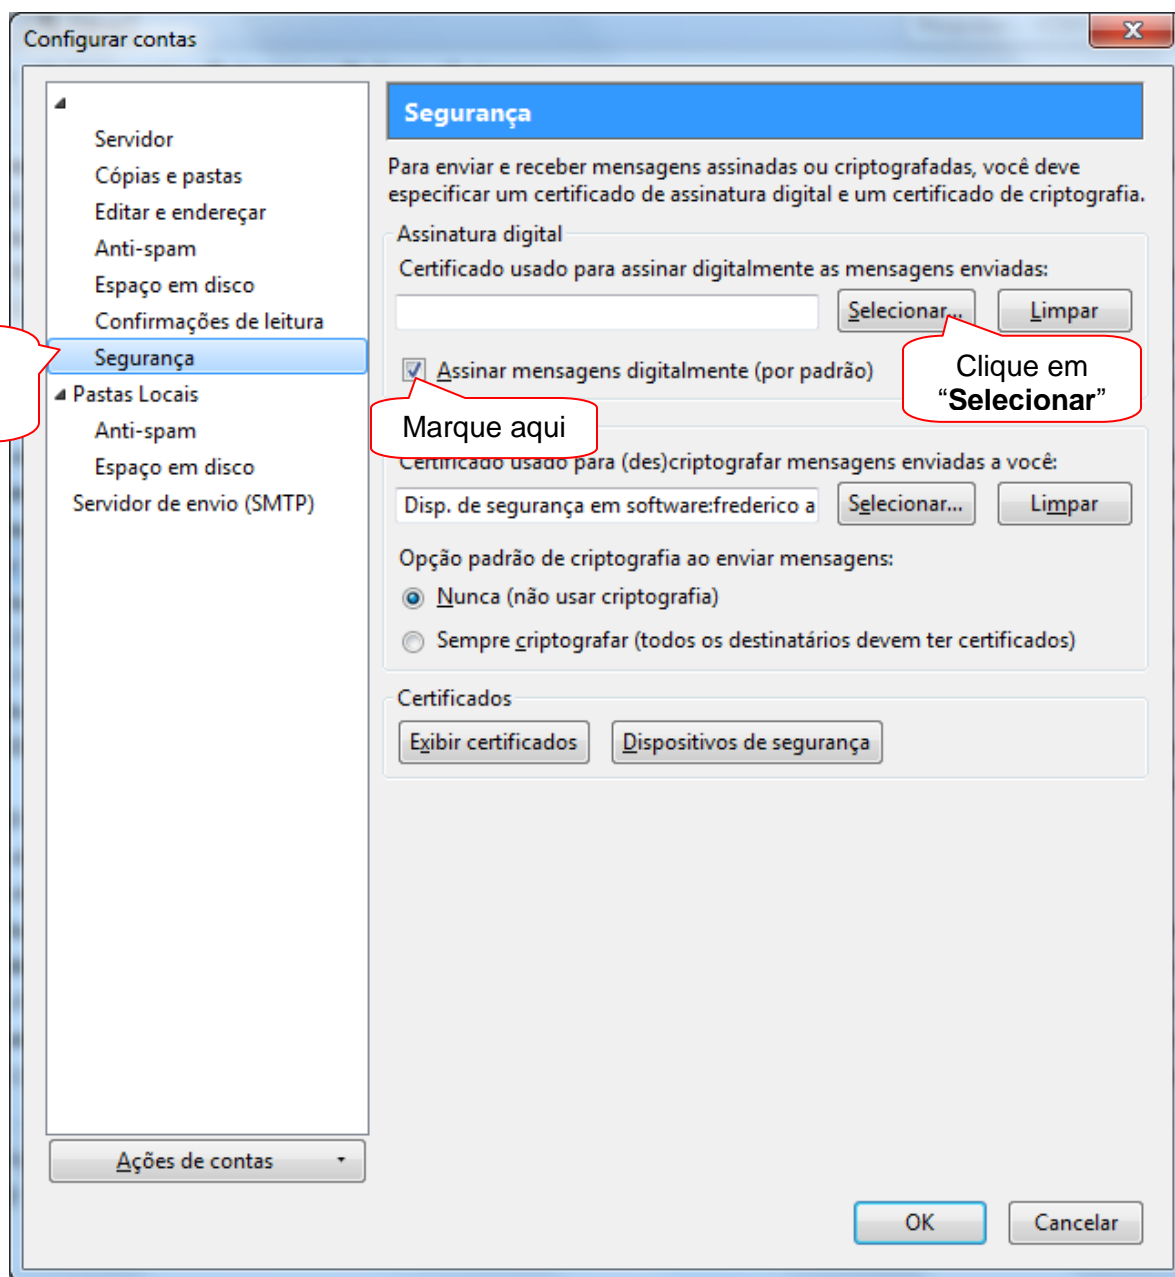 Configurar contas
Servidor
Cópias e pastas
Editar e endereçar
Anti-spam
Espaço em disco
Confirmações de leitura
Segurança
Pastas Locais
Anti-spam
Espaço em disco
Servidor de envio (SMTP)
Ações de contas
Segurança
Para enviar e receber mensagens assinadas ou criptografadas, você deve
especificar um certificado de assinatura digital e um certificado de criptografia.
Assinatura digital
Certificado usado para assinar digitalmente as mensagens enviadas:
Selecionar... Limpar
Assinar mensagens digitalmente (por padrão)
Clique em
“Selecionar”
Marque aqui
Certificado usado para (des)criptografar mensagens enviadas a você:
Disp. de segurança em software:frederico a Selecionar... Limpar
Opção padrão de criptografia ao enviar mensagens:
Nunca (não usar criptografia)
Sempre criptografar (todos os destinatários devem ter certificados)
Certificados
Exibir certificados Dispositivos de segurança
OK Cancelar